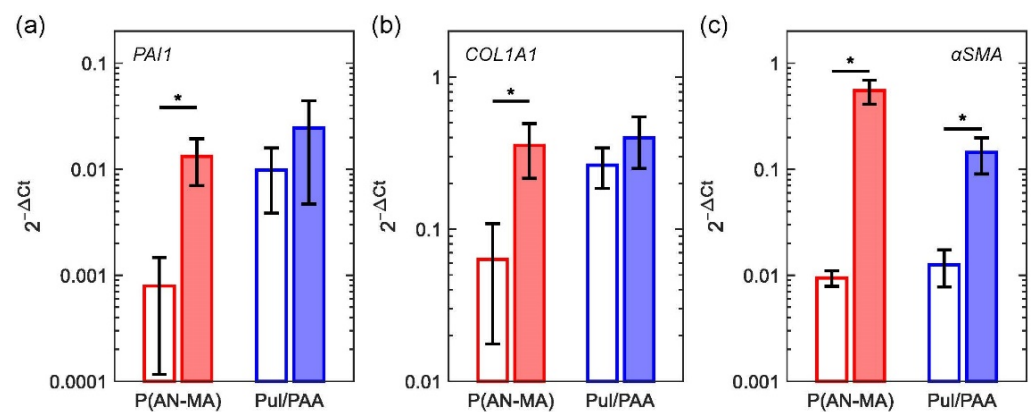 (a)
PAI1
0.1
*
0.01
2⁻ΔCt
0.001
0.0001
P(AN-MA) Pul/PAA
(b)
COL1A1
1
*
2⁻ΔCt
0.1
0.01
P(AN-MA) Pul/PAA
(c)
αSMA
*
1
*
0.1
2⁻ΔCt
0.01
0.001
P(AN-MA) Pul/PAA